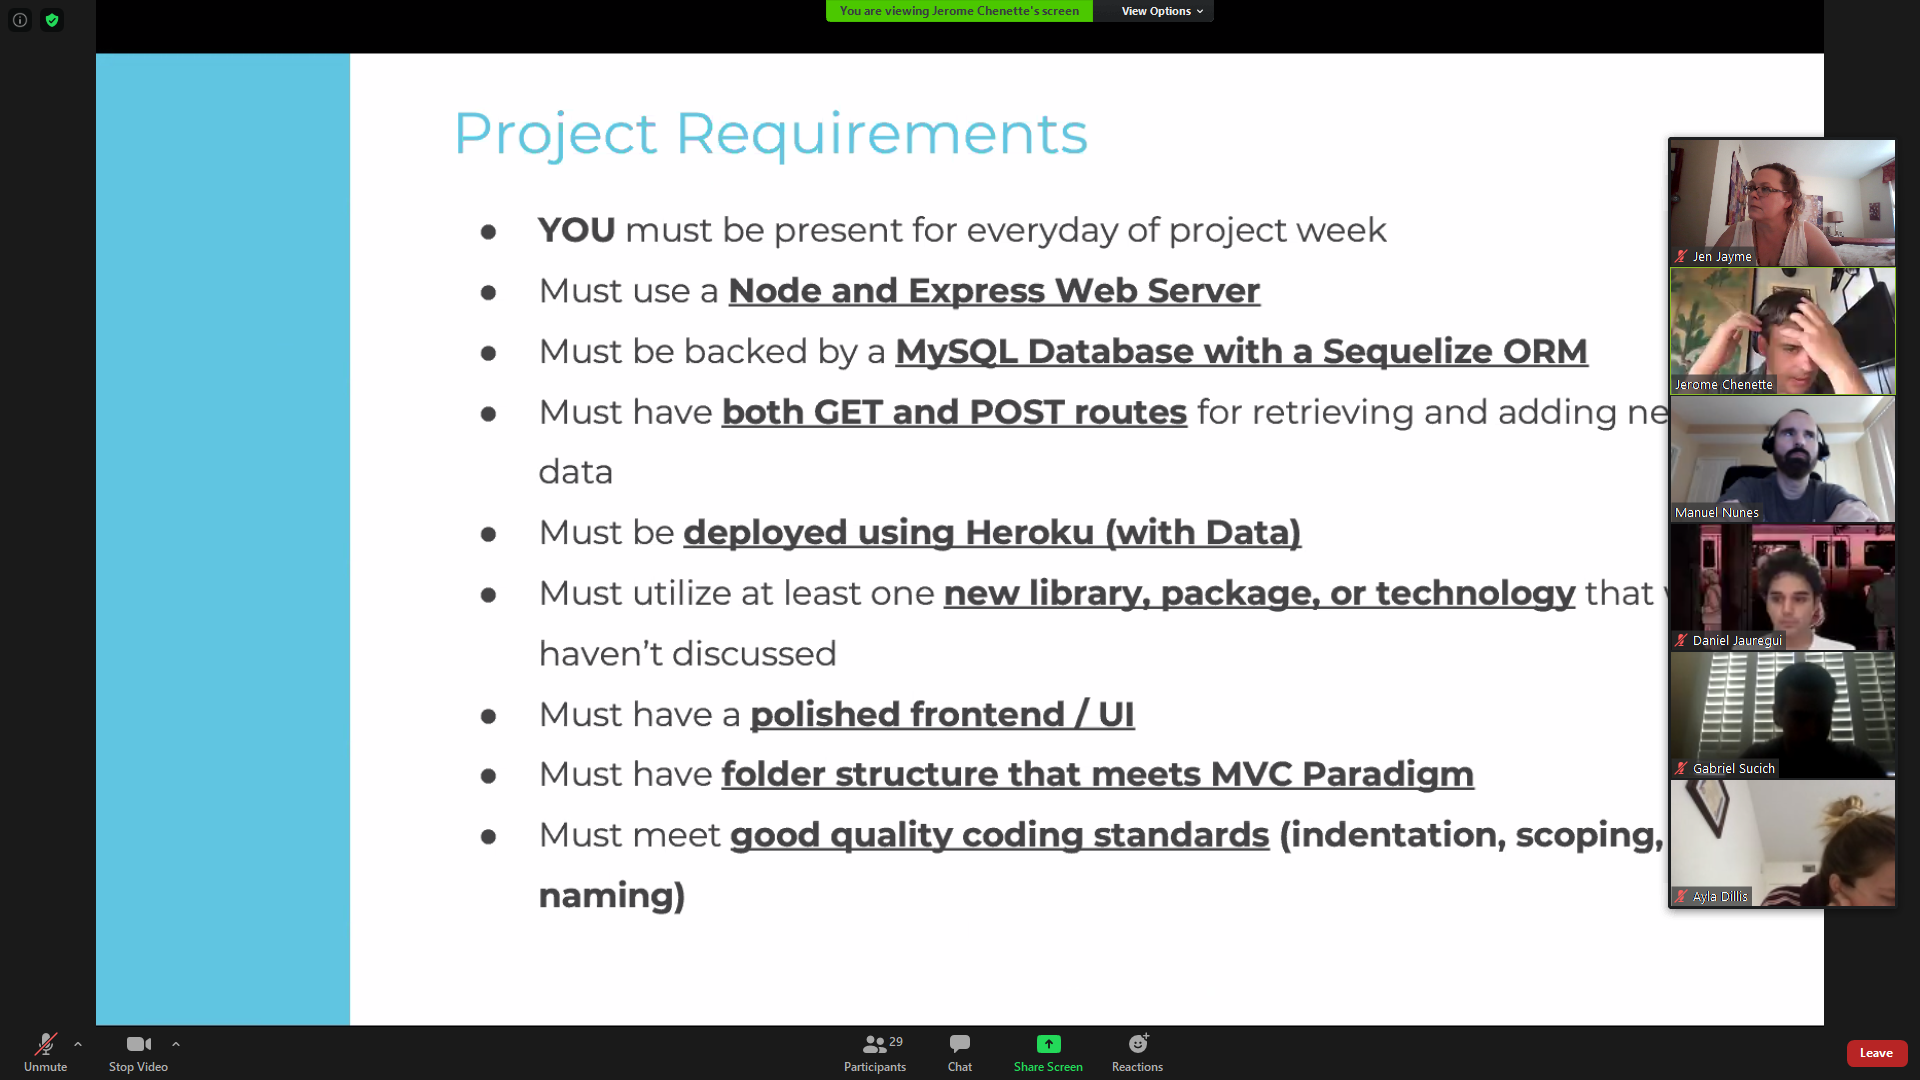 You are viewing Jerome Chenette's screen
View Options
Project Requirements
YOU must be present for everyday of project week
Must use a Node and Express Web Server
Must be backed by a MySQL Database with a Sequelize ORM
Must have both GET and POST routes for retrieving and adding ne
data
Must be deployed using Heroku (with Data)
Must utilize at least one new library, package, or technology that
haven’t discussed
Must have a polished frontend / UI
Must have folder structure that meets MVC Paradigm
Must meet good quality coding standards (indentation, scoping,
naming)
Jen Jayme
Jerome Chenette
Manuel Nunes
Daniel Jauregui
Gabriel Sucich
Ayla Dillis
Unmute
Stop Video
29
Participants
Chat
Share Screen
Reactions
Leave